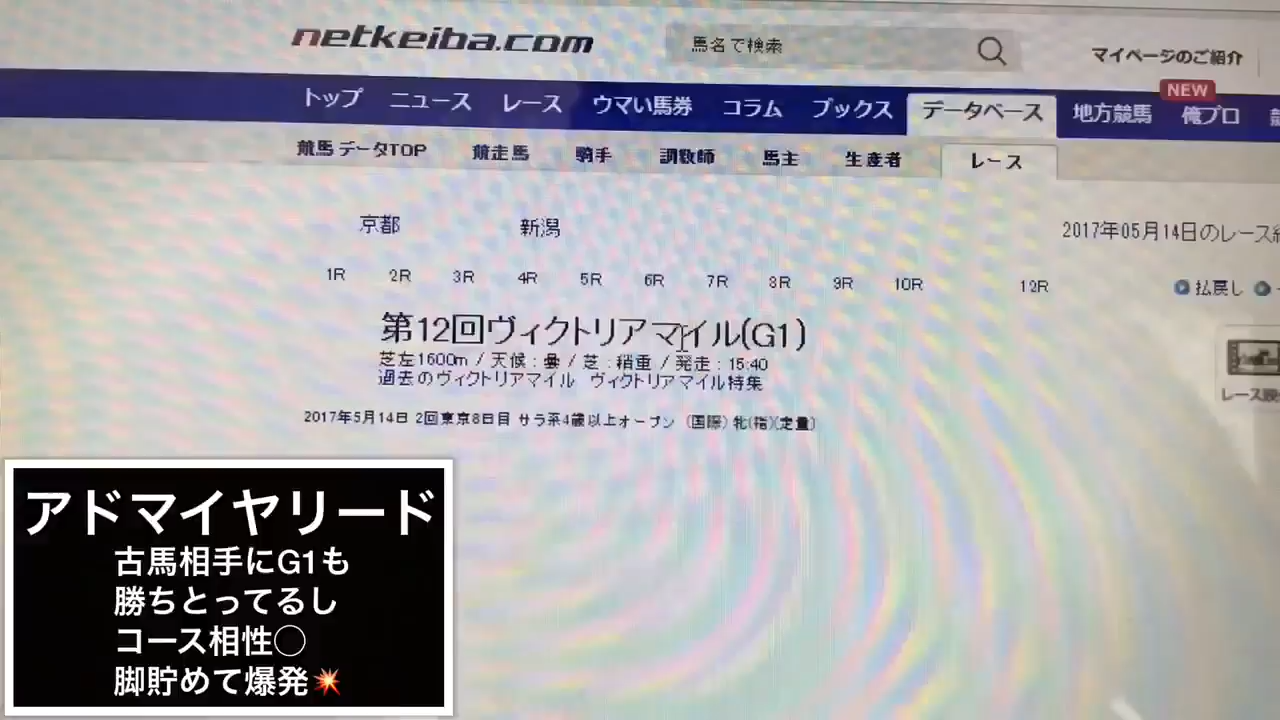 netkeiba.com
馬名で検索
マイページのご紹介
トップ ニュース レース ウマい馬券 コラム ブックス データベース 地方競馬 NEW 俺プロ
競馬データTOP 競走馬 騎手 調教師 馬主 生産者 レース
京都 新潟
2017年05月14日のレース
1R 2R 3R 4R 5R 6R 7R 8R 9R 10R 12R
払戻し
第12回ヴィクトリアマイル(G1)
芝左1600m / 天候 : 曇 / 芝 : 稍重 / 発走 : 15:40
過去のヴィクトリアマイル ヴィクトリアマイル特集
レース映
2017年5月14日 2回東京8日目 サラ系4歳以上オープン (国際) 牝(指)(定量)
アドマイヤリード
古馬相手にG1も
勝ちとってるし
コース相性◯
脚貯めて爆発💥